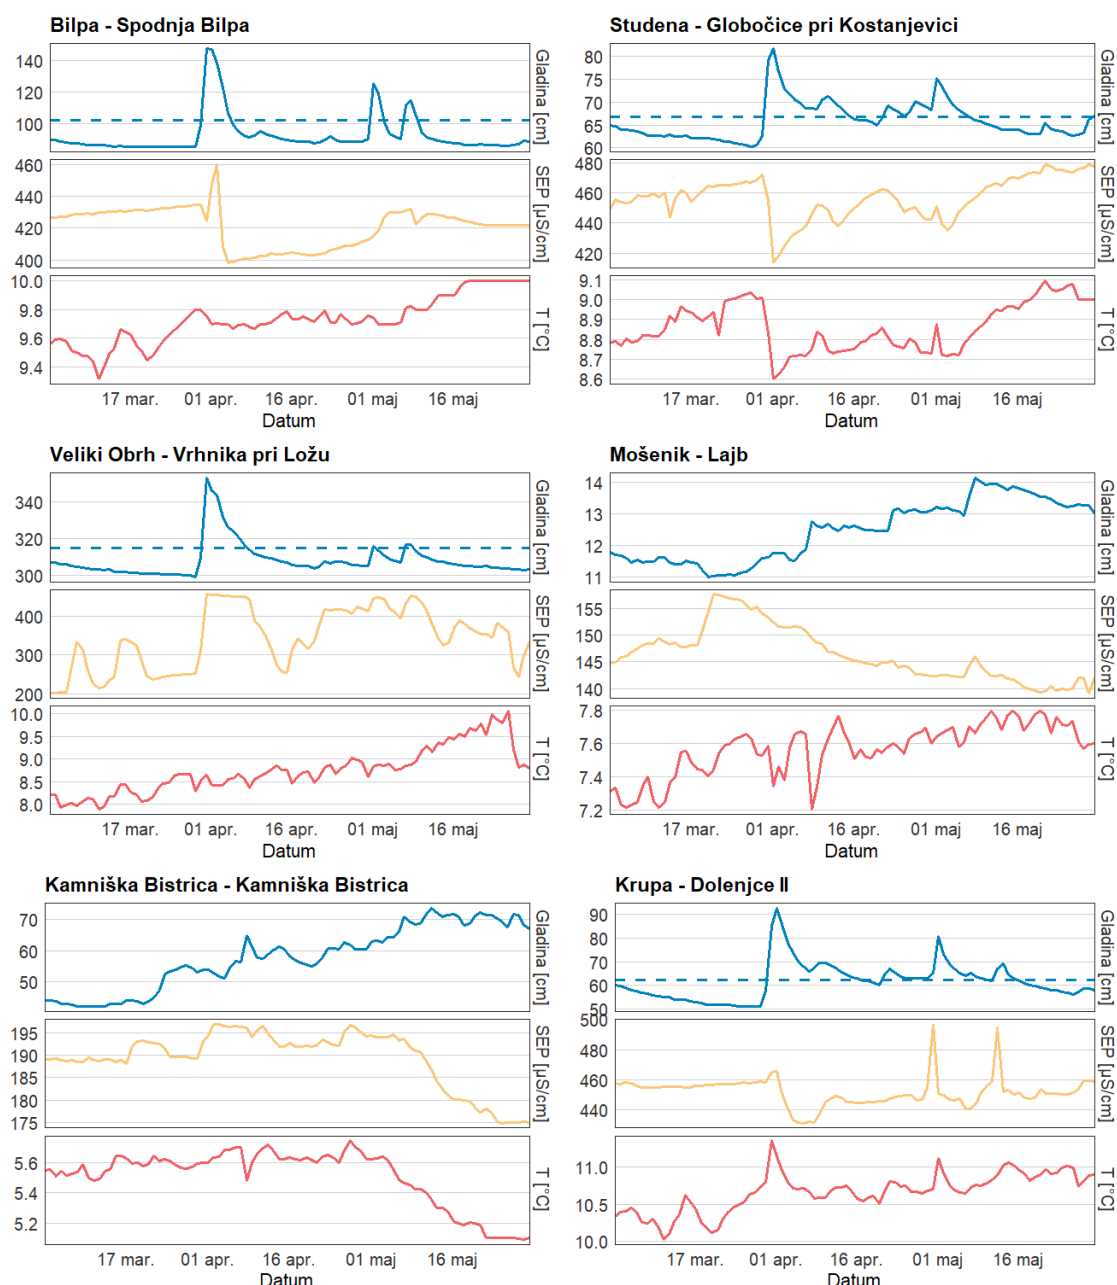 Bilpa - Spodnja Bilpa
140
120
100
Gladina [cm]
460
440
420
400
SEP [µS/cm]
10.0
9.8
9.6
9.4
T [°C]
17 mar.
01 apr.
16 apr.
01 maj
16 maj
Datum
Studena - Globočice pri Kostanjevici
80
75
70
65
60
Gladina [cm]
480
460
440
420
SEP [µS/cm]
9.1
9.0
8.8
8.7
8.6
T [°C]
17 mar.
01 apr.
16 apr.
01 maj
16 maj
Datum
Veliki Obrh - Vrhnika pri Ložu
340
320
300
Gladina [cm]
400
300
200
SEP [µS/cm]
10.0
9.5
9.0
8.5
8.0
T [°C]
17 mar.
01 apr.
16 apr.
01 maj
16 maj
Datum
Mošenik - Lajb
14
13
12
11
Gladina [cm]
155
150
145
140
SEP [µS/cm]
7.8
7.6
7.4
7.2
T [°C]
17 mar.
01 apr.
16 apr.
01 maj
16 maj
Datum
Kamniška Bistrica - Kamniška Bistrica
70
60
50
Gladina [cm]
195
190
185
180
175
SEP [µS/cm]
5.6
5.4
5.2
T [°C]
17 mar.
01 apr.
16 apr.
01 maj
16 maj
Datum
Krupa - Dolenjce II
90
80
70
60
50
Gladina [cm]
500
480
460
440
SEP [µS/cm]
11.0
10.5
10.0
T [°C]
17 mar.
01 apr.
16 apr.
01 maj
16 maj
Datum